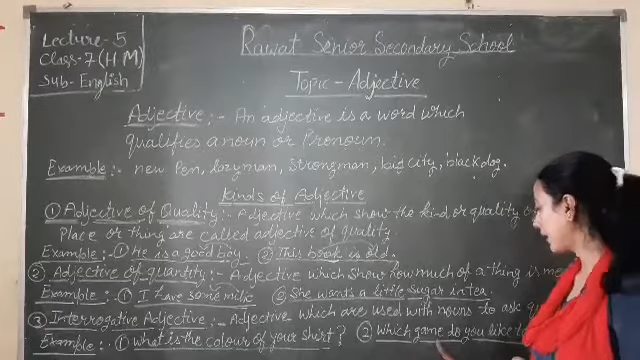 Lecture - 5
Class - 7 (H M)
Sub - English
Rawat Senior Secondary School
Topic - Adjective
Adjective :- An adjective is a word which
qualifies a noun or Pronoun.
Example :- new Pen, lazyman, strongman, big city, black dog.
Kinds of Adjective
① Adjective of Quality :- Adjective which show the kind or quality
Place or thing are called adjective of quality.
Example :- ① He is a good boy. ② This book is old.
② Adjective of quantity :- Adjective which show how much of a thing is
Example :- ① I have some milk ② She wants a little sugar in tea.
③ Interrogative Adjective - Adjective which are used with nouns to ask
Example :- ① What is the colour of your shirt? ② Which game do you like